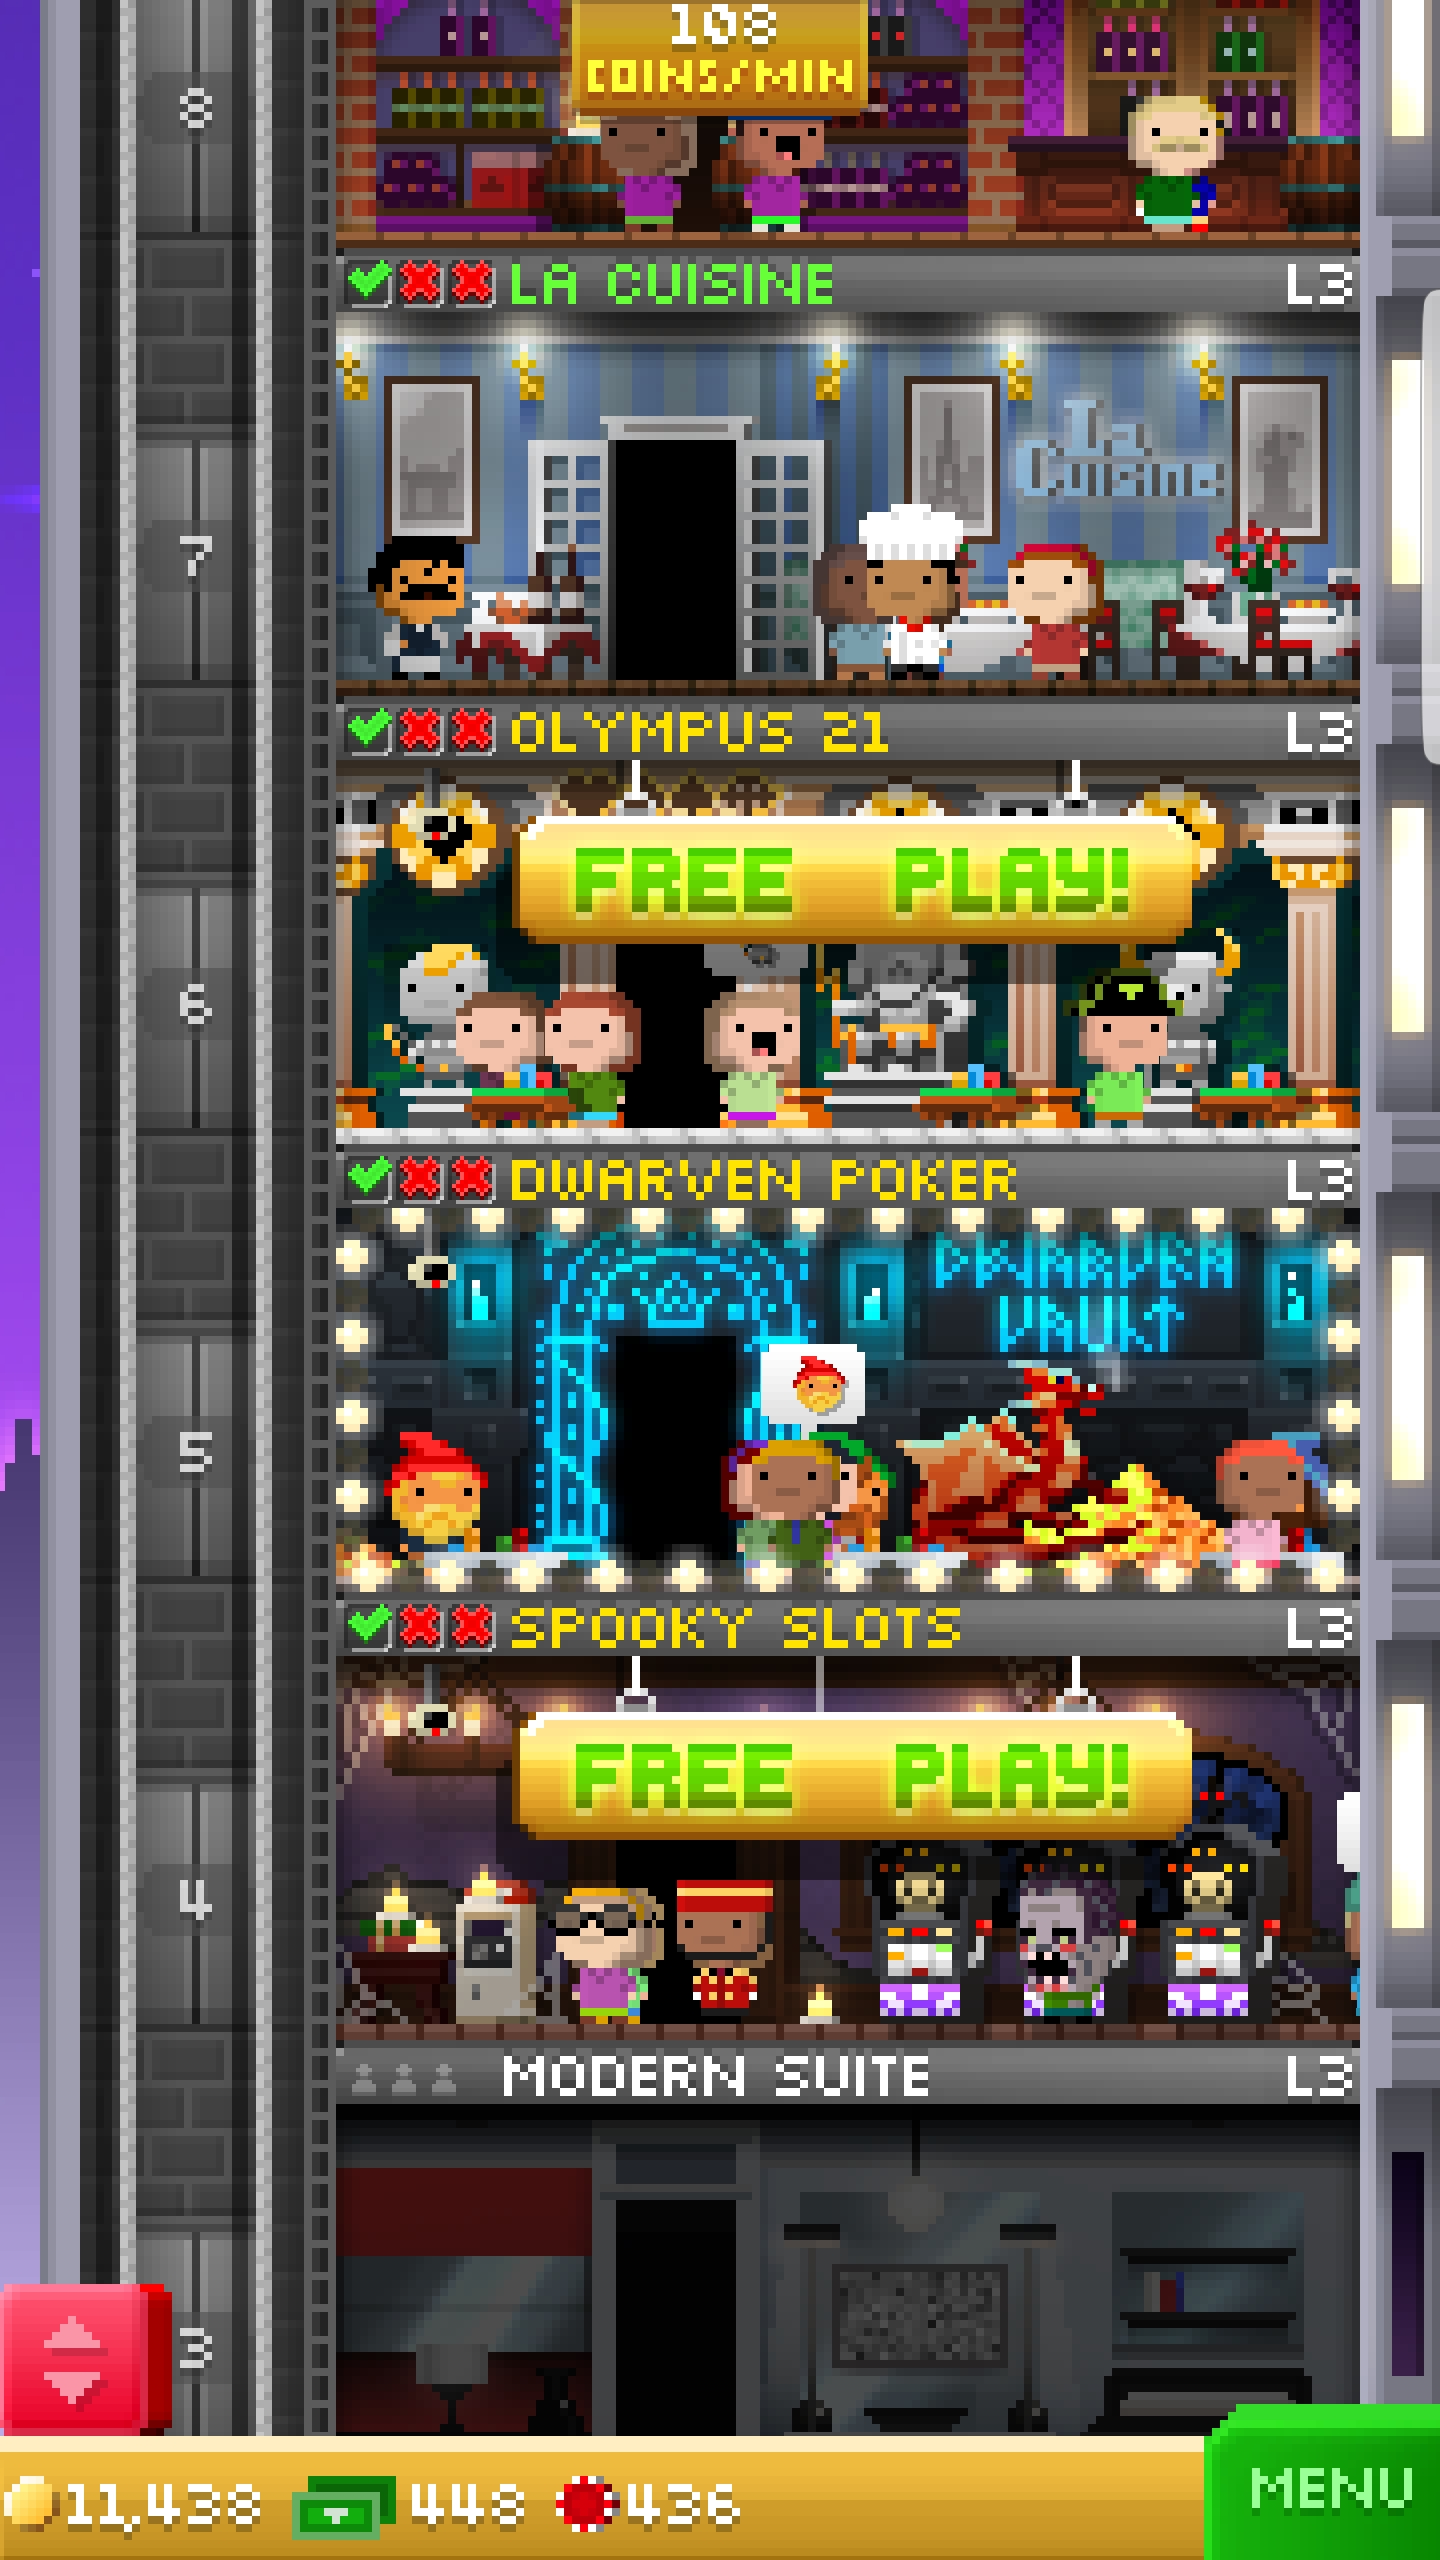 108
COINS/MIN
8
LA CUISINE L3
La
Cuisine
7
OLYMPUS 21 L3
FREE PLAY!
6
DWARVEN POKER L3
DWARVEN
VAULT
5
SPOOKY SLOTS L3
FREE PLAY!
4
MODERN SUITE L3
3
11,438 448 436
MENU